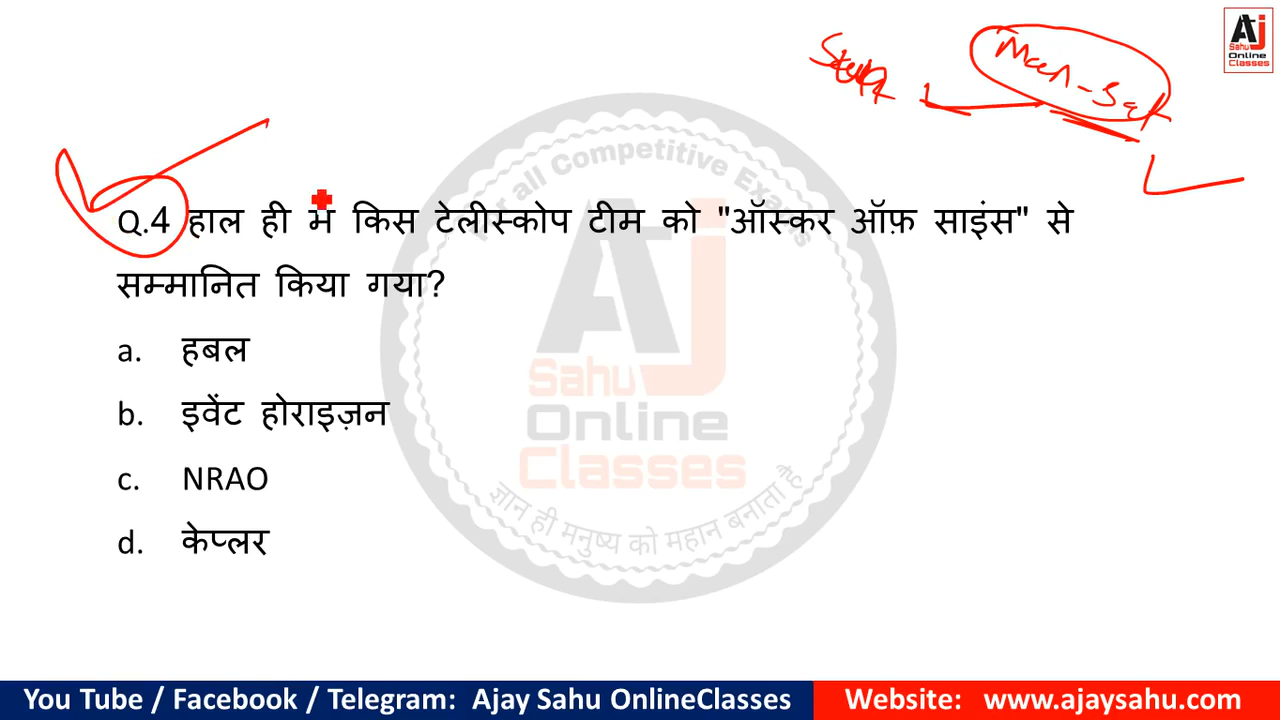 Aj
Sahu
Online
Classes
Q.4 हाल ही म किस टेलीस्कोप टीम को "ऑस्कर ऑफ़ साइंस" से
सम्मानित किया गया?
a. हबल
b. इवेंट होराइज़न
c. NRAO
d. केप्लर
For all Competitive Exams
Aj
Sahu
Online
Classes
ज्ञान ही मनुष्य को महान बनाता है
You Tube / Facebook / Telegram: Ajay Sahu OnlineClasses Website: www.ajaysahu.com